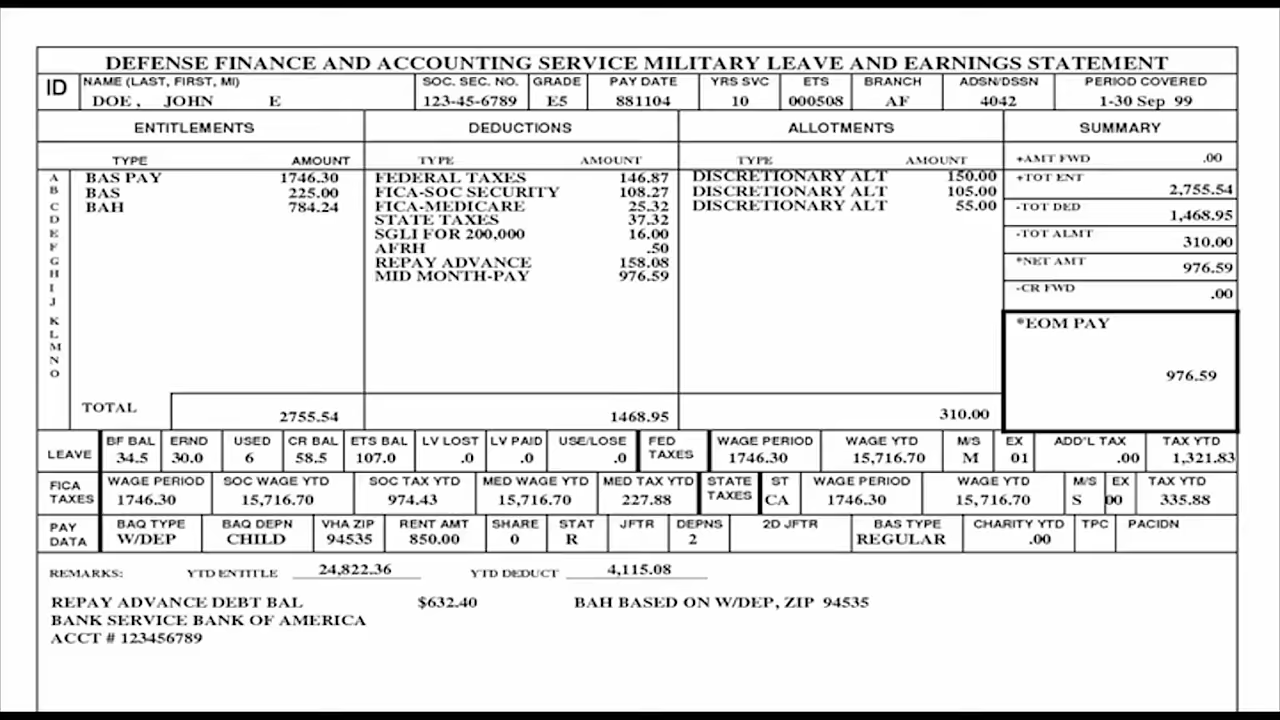 DEFENSE FINANCE AND ACCOUNTING SERVICE MILITARY LEAVE AND EARNINGS STATEMENT
ID NAME (LAST, FIRST, MI) SOC. SEC. NO. GRADE PAY DATE YRS SVC ETS BRANCH ADSN/DSSN PERIOD COVERED
DOE, JOHN E 123-45-6789 E5 881104 10 000508 AF 4042 1-30 Sep 99
ENTITLEMENTS DEDUCTIONS ALLOTMENTS SUMMARY
TYPE AMOUNT TYPE AMOUNT TYPE AMOUNT +AMT FWD .00
A BAS PAY 1746.30 FEDERAL TAXES 146.87 DISCRETIONARY ALT 150.00 +TOT ENT 2,755.54
B BAS 225.00 FICA-SOC SECURITY 108.27 DISCRETIONARY ALT 105.00
C BAH 784.24 FICA-MEDICARE 25.32 DISCRETIONARY ALT 55.00 -TOT DED 1,468.95
D STATE TAXES 37.32
E SGLI FOR 200,000 16.00 -TOT ALMT 310.00
F AFRH .50
G REPAY ADVANCE 158.08 *NET AMT 976.59
H MID MONTH-PAY 976.59
I -CR FWD .00
J
K *EOM PAY
L
M
N
O 976.59
TOTAL 2755.54 1468.95 310.00
LEAVE BF BAL ERND USED CR BAL ETS BAL LV LOST LV PAID USE/LOSE FED TAXES WAGE PERIOD WAGE YTD M/S EX ADD'L TAX TAX YTD
34.5 30.0 6 58.5 107.0 .0 .0 .0 1746.30 15,716.70 M 01 .00 1,321.83
FICA TAXES WAGE PERIOD SOC WAGE YTD SOC TAX YTD MED WAGE YTD MED TAX YTD STATE TAXES ST WAGE PERIOD WAGE YTD M/S EX TAX YTD
1746.30 15,716.70 974.43 15,716.70 227.88 CA 1746.30 15,716.70 S 00 335.88
PAY DATA BAQ TYPE BAQ DEPN VHA ZIP RENT AMT SHARE STAT JFTR DEPNS 2D JFTR BAS TYPE CHARITY YTD TPC PACIDN
W/DEP CHILD 94535 850.00 0 R 2 REGULAR .00
REMARKS: YTD ENTITLE 24,822.36 YTD DEDUCT 4,115.08
REPAY ADVANCE DEBT BAL $632.40 BAH BASED ON W/DEP, ZIP 94535
BANK SERVICE BANK OF AMERICA
ACCT # 123456789